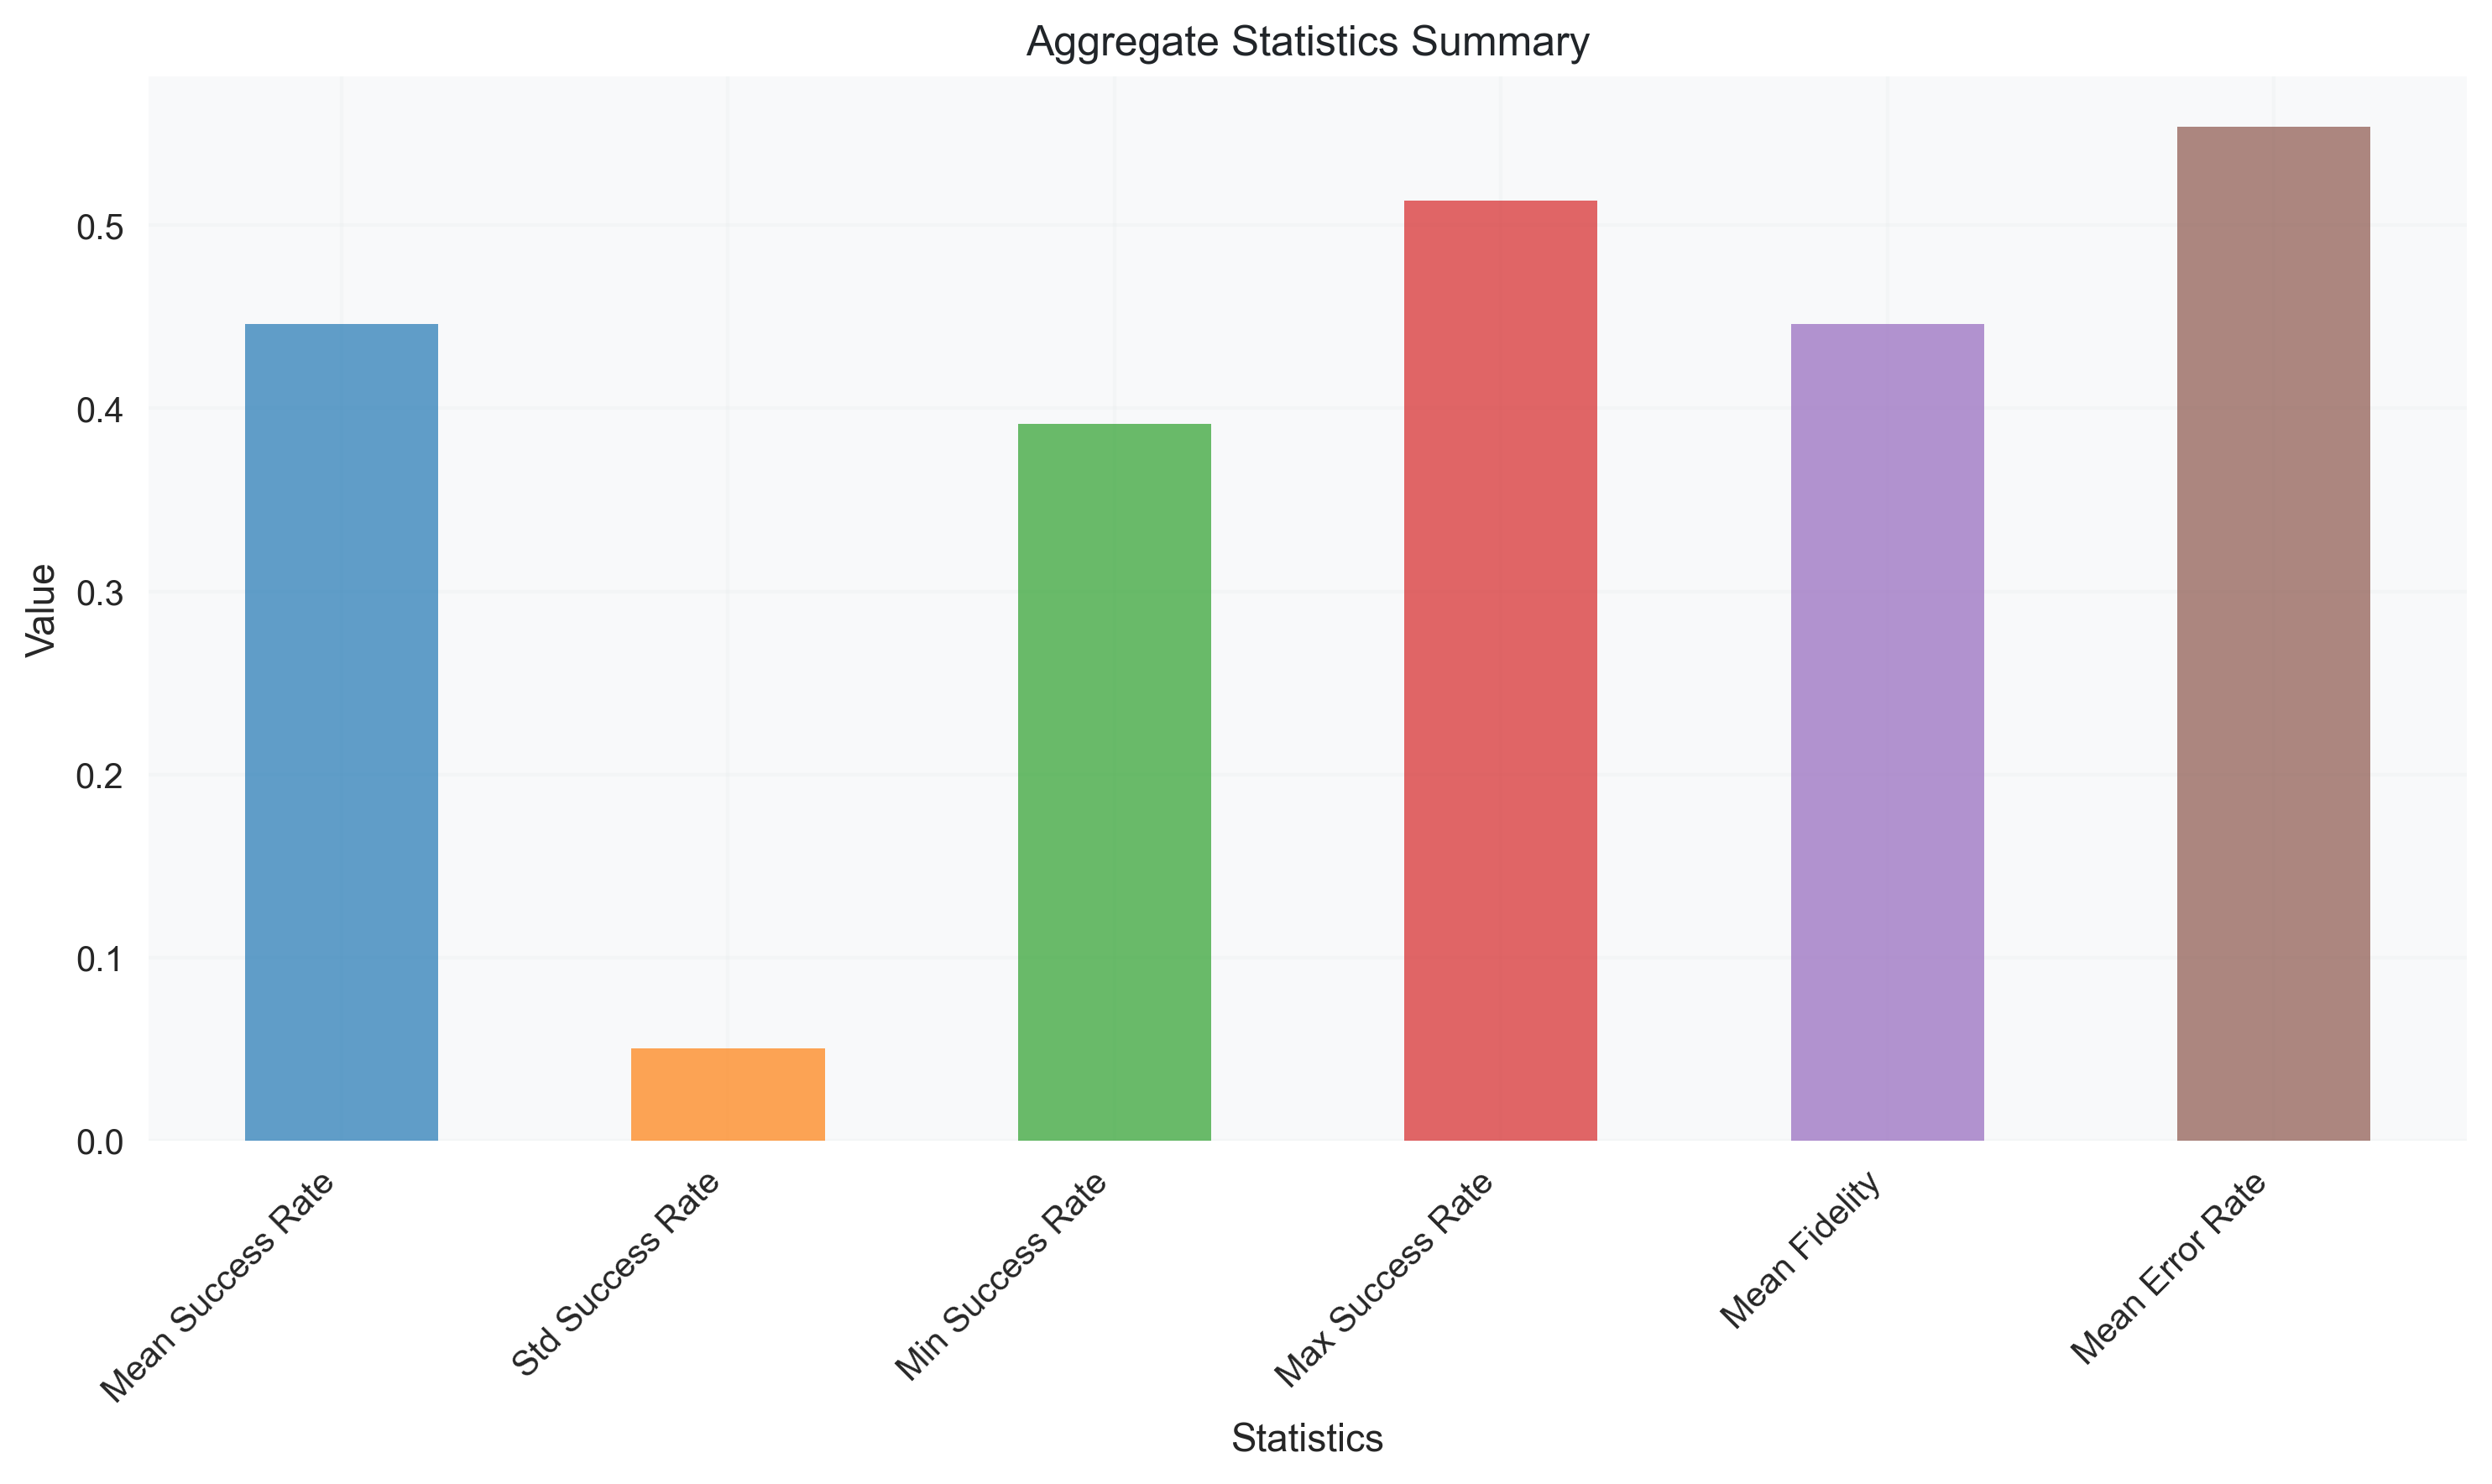 Aggregate Statistics Summary
Value
0.5
0.4
0.3
0.2
0.1
0.0
Mean Success Rate
Std Success Rate
Min Success Rate
Max Success Rate
Mean Fidelity
Mean Error Rate
Statistics